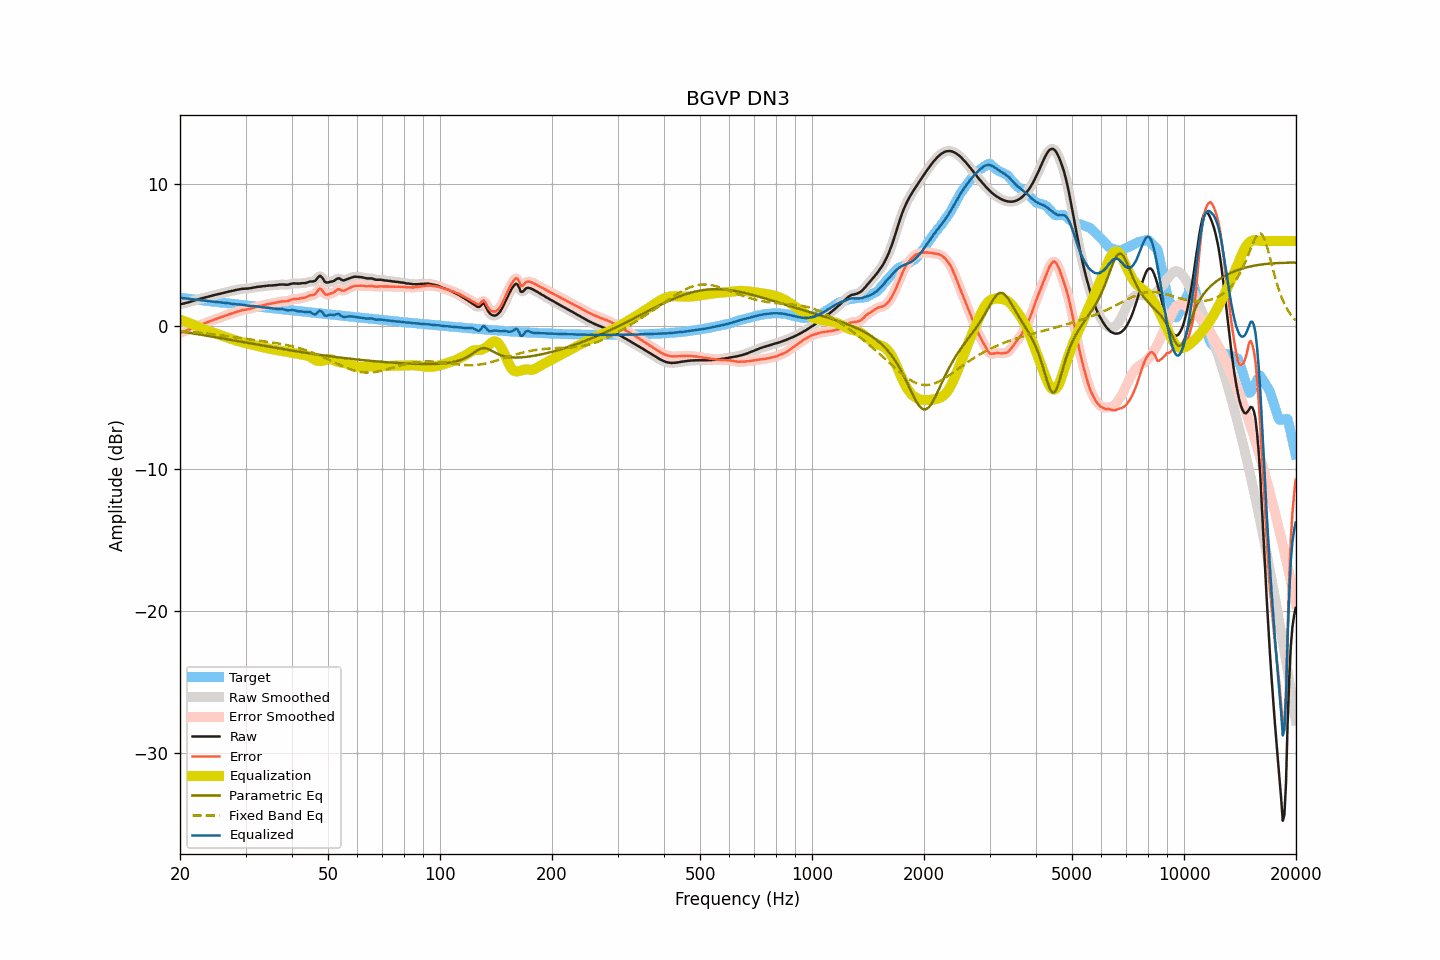 BGVP DN3
Amplitude (dBr)
10
0
−10
−20
−30
Target
Raw Smoothed
Error Smoothed
Raw
Error
Equalization
Parametric Eq
Fixed Band Eq
Equalized
20 50 100 200 500 1000 2000 5000 10000 20000
Frequency (Hz)